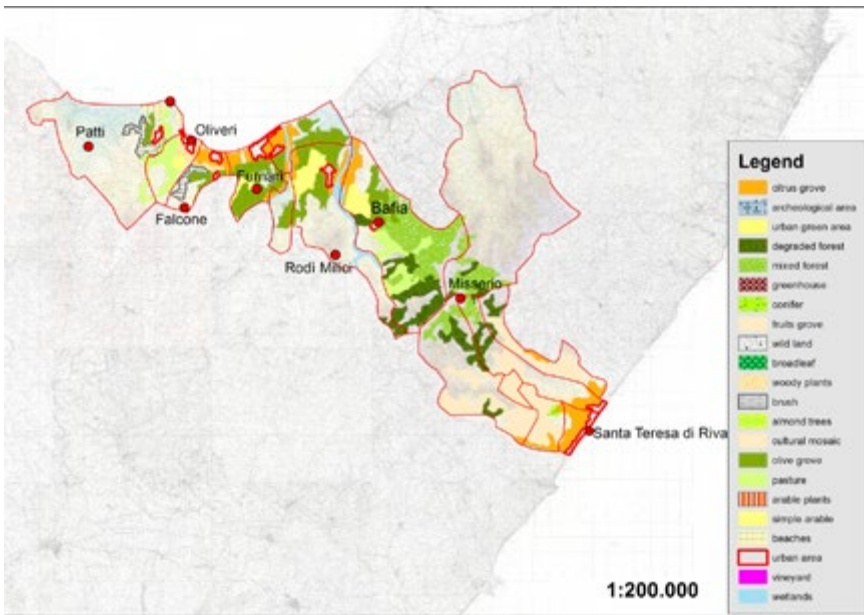 Patti
Oliveri
Falcone
Furnari
Bafia
Rodi Milici
Misserio
Santa Teresa di Riva
1:200.000
Legend
citrus grove
archeological area
urban green area
degraded forest
mixed forest
greenhouse
conifer
fruits grove
wild land
broadleaf
woody plants
brush
almond trees
cultural mosaic
olive grove
pasture
arable plants
simple arable
beaches
urban area
vineyard
wetlands